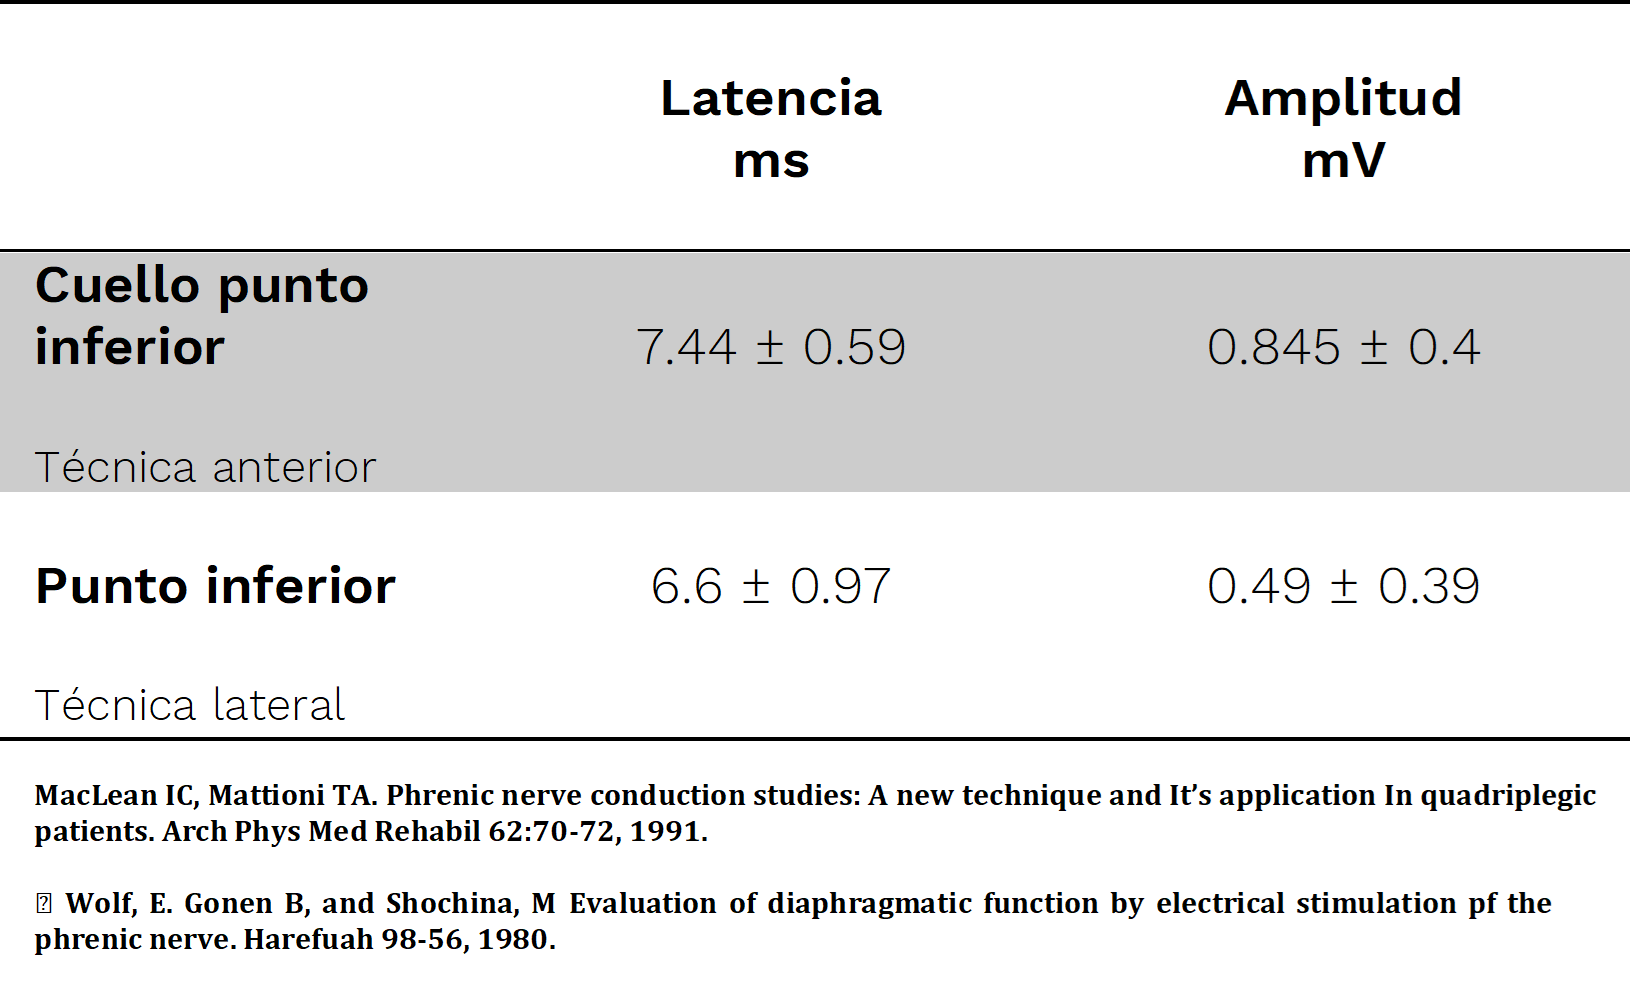 Latencia
ms
Amplitud
mV
Cuello punto
inferior
7.44 ± 0.59
0.845 ± 0.4
Técnica anterior
Punto inferior
6.6 ± 0.97
0.49 ± 0.39
Técnica lateral
MacLean IC, Mattioni TA. Phrenic nerve conduction studies: A new technique and It’s application In quadriplegic
patients. Arch Phys Med Rehabil 62:70-72, 1991.
⍰ Wolf, E. Gonen B, and Shochina, M Evaluation of diaphragmatic function by electrical stimulation pf the
phrenic nerve. Harefuah 98-56, 1980.